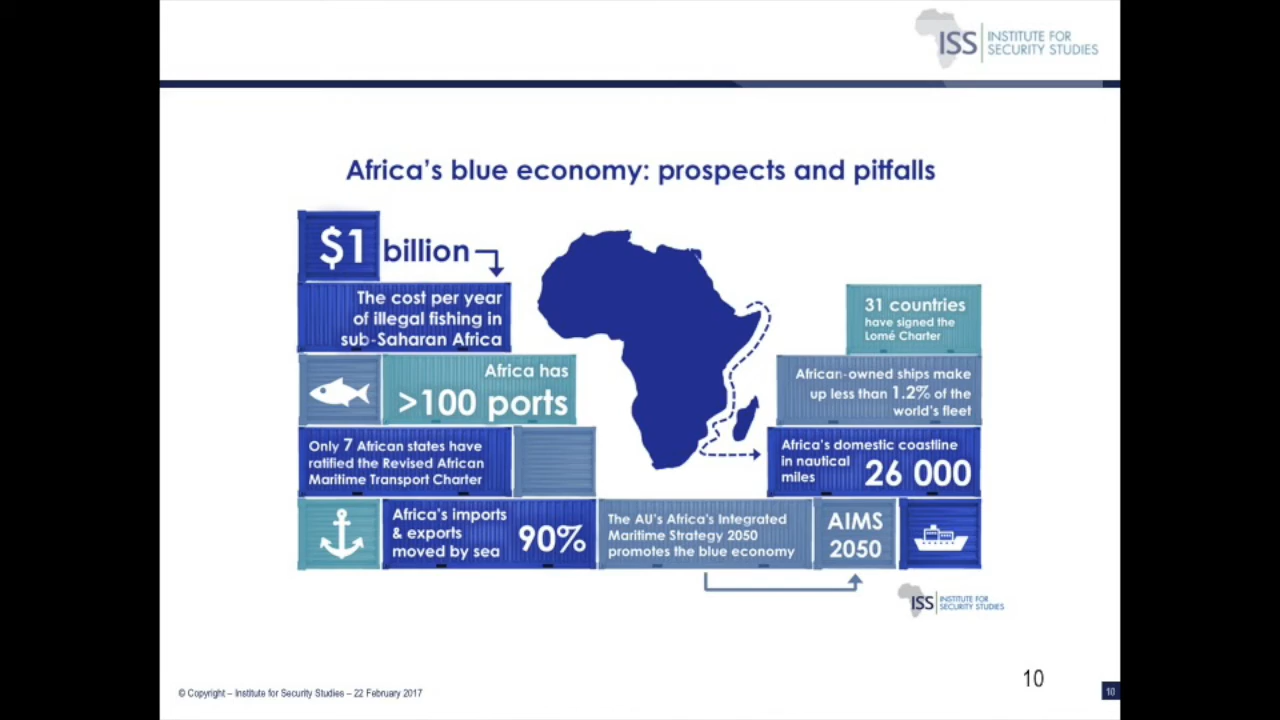 ISS
INSTITUTE FOR
SECURITY STUDIES
Africa's blue economy: prospects and pitfalls
$1 billion
The cost per year
of illegal fishing in
sub-Saharan Africa
Africa has
>100 ports
Only 7 African states have
ratified the Revised African
Maritime Transport Charter
Africa's imports
& exports
moved by sea
90%
The AU's Africa's Integrated
Maritime Strategy 2050
promotes the blue economy
AIMS
2050
31 countries
have signed the
Lomé Charter
African-owned ships make
up less than 1.2% of the
world's fleet
Africa's domestic coastline
in nautical
miles
26 000
ISS
INSTITUTE FOR
SECURITY STUDIES
10
© Copyright – Institute for Security Studies – 22 February 2017
10